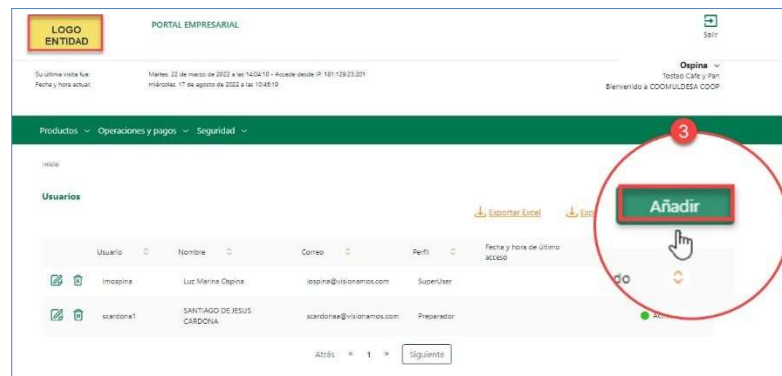 LOGO
ENTIDAD
PORTAL EMPRESARIAL
Salir
Su última visita fue: Martes, 22 de marzo de 2022 a las 14:04:10 - Accede desde IP: 181.129.23.201
Fecha y hora actual: miércoles, 17 de agosto de 2022 a las 10:46:19
Ospina
Tostao Cafe y Pan
Bienvenido a COOMULDESA COOP
Productos Operaciones y pagos Seguridad
Inicio
3
Usuarios
Exportar Excel
Añadir
Usuario Nombre Correo Perfil Fecha y hora de último acceso
do
lmospina Luz Marina Ospina lospina@visionamos.com SuperUser
scardona1 SANTIAGO DE JESUS CARDONA scardonaa@visionamos.com Preparador
Atrás « 1 » Siguiente